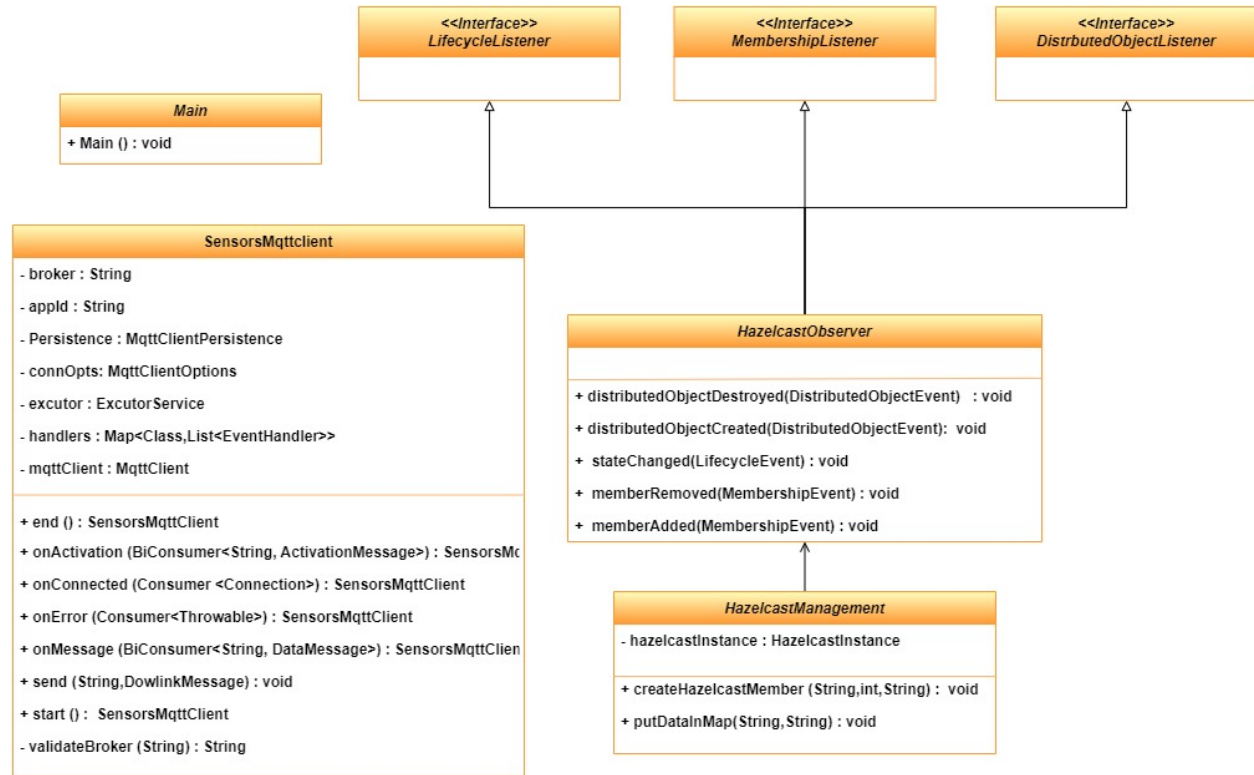 <<Interface>>
LifecycleListener
<<Interface>>
MembershipListener
<<Interface>>
DistrbutedObjectListener
Main
+ Main () : void
SensorsMqttclient
- broker : String
- appId : String
- Persistence : MqttClientPersistence
- connOpts: MqttClientOptions
- excutor : ExcutorService
- handlers : Map<Class,List<EventHandler>>
- mqttClient : MqttClient
+ end () : SensorsMqttClient
+ onActivation (BiConsumer<String, ActivationMessage>) : SensorsMq
+ onConnected (Consumer <Connection>) : SensorsMqttClient
+ onError (Consumer<Throwable>) : SensorsMqttClient
+ onMessage (BiConsumer<String, DataMessage>) : SensorsMqttClien
+ send (String,DowlinkMessage) : void
+ start () : SensorsMqttClient
- validateBroker (String) : String
HazelcastObserver
+ distributedObjectDestroyed(DistributedObjectEvent) : void
+ distributedObjectCreated(DistributedObjectEvent): void
+ stateChanged(LifecycleEvent) : void
+ memberRemoved(MembershipEvent) : void
+ memberAdded(MembershipEvent) : void
HazelcastManagement
- hazelcastInstance : HazelcastInstance
+ createHazelcastMember (String,int,String) : void
+ putDataInMap(String,String) : void